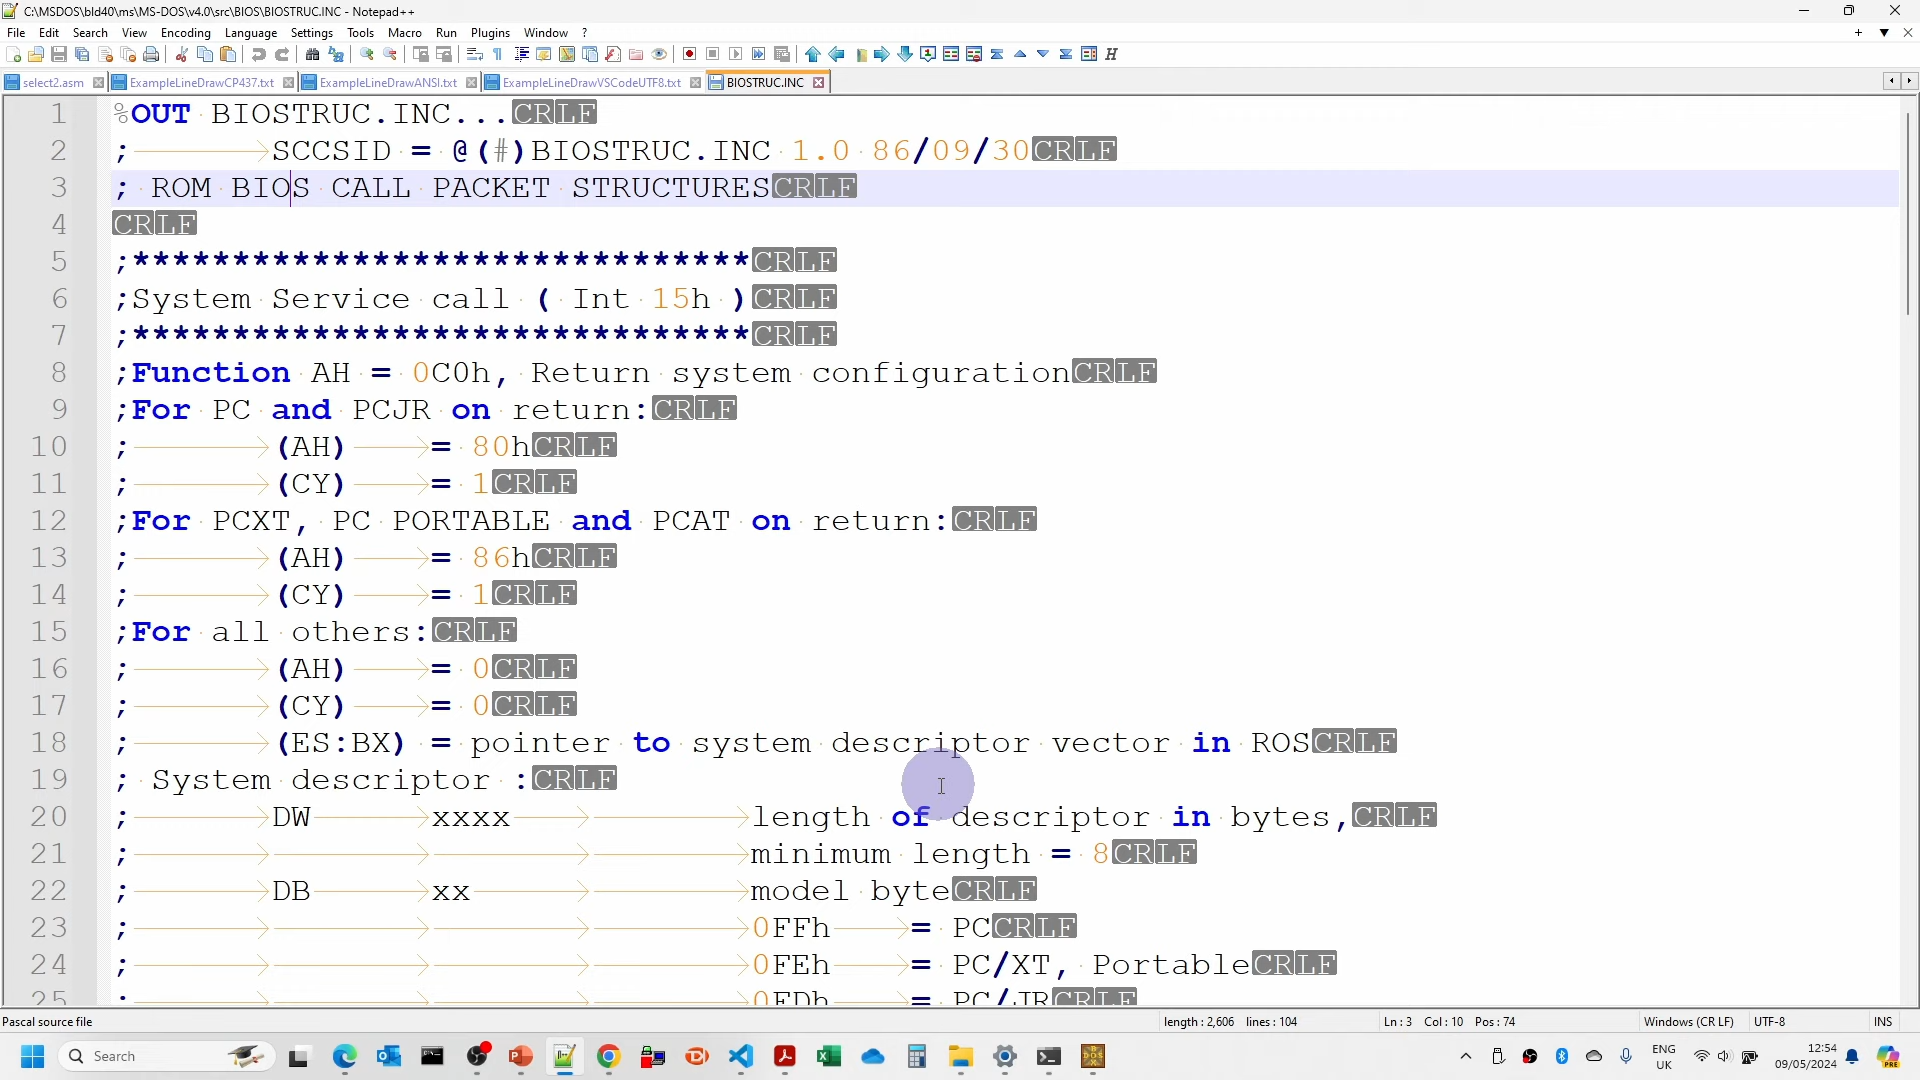 C:\MSDOS\bld40\ms\MS-DOS\v4.0\src\BIOS\BIOSTRUC.INC - Notepad++
File Edit Search View Encoding Language Settings Tools Macro Run Plugins Window ?
select2.asm ExampleLineDrawCP437.txt ExampleLineDrawANSI.txt ExampleLineDrawVSCodeUTF8.txt BIOSTRUC.INC
1 %OUT BIOSTRUC.INC...CRLF
2 ; SCCSID = @(#)BIOSTRUC.INC 1.0 86/09/30CRLF
3 ; ROM BIOS CALL PACKET STRUCTURESCRLF
4 CRLF
5 ;*******************************CRLF
6 ;System Service call ( Int 15h )CRLF
7 ;*******************************CRLF
8 ;Function AH = 0C0h, Return system configurationCRLF
9 ;For PC and PCJR on return:CRLF
10 ; (AH) = 80hCRLF
11 ; (CY) = 1CRLF
12 ;For PCXT, PC PORTABLE and PCAT on return:CRLF
13 ; (AH) = 86hCRLF
14 ; (CY) = 1CRLF
15 ;For all others:CRLF
16 ; (AH) = 0CRLF
17 ; (CY) = 0CRLF
18 ; (ES:BX) = pointer to system descriptor vector in ROSCRLF
19 ; System descriptor :CRLF
20 ; DW xxxx length of descriptor in bytes,CRLF
21 ; minimum length = 8CRLF
22 ; DB xx model byteCRLF
23 ; 0FFh = PCCRLF
24 ; 0FEh = PC/XT, PortableCRLF
25 ; 0FDh = PC/JRCRLF
Pascal source file length : 2,606 lines : 104 Ln : 3 Col : 10 Pos : 74 Windows (CR LF) UTF-8 INS
Search ENG 12:54
UK 09/05/2024